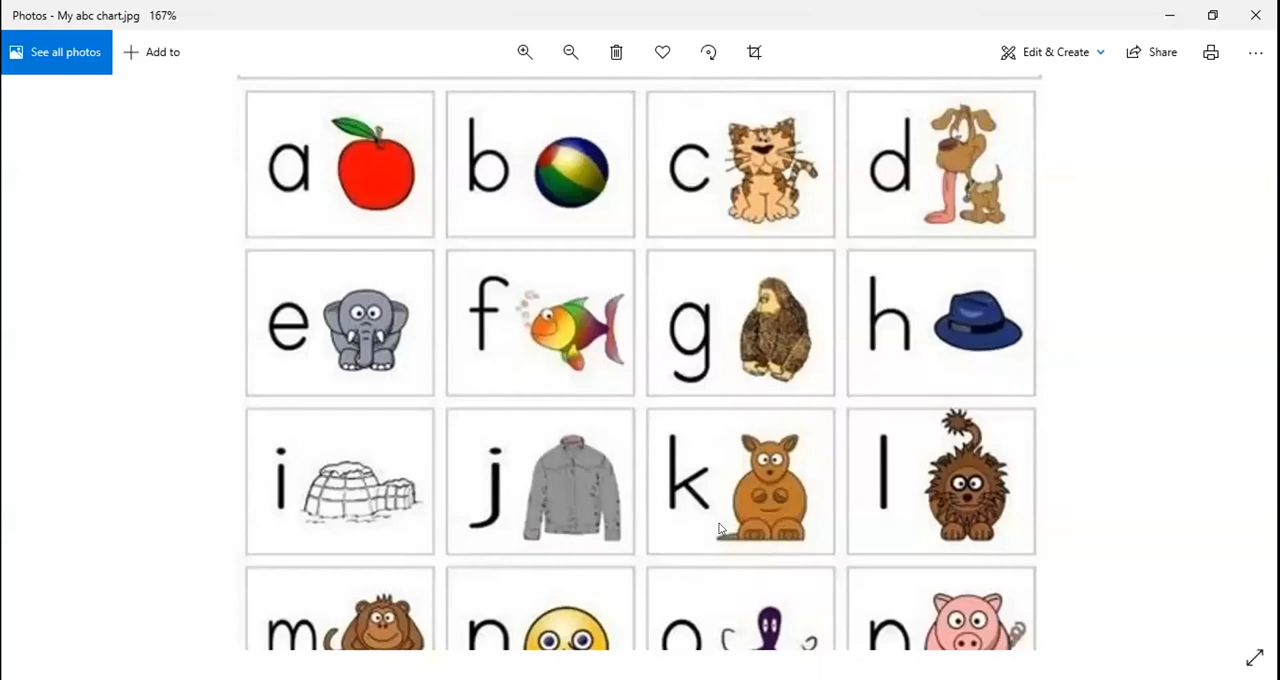 Photos - My abc chart.jpg 167%
See all photos
Add to
Edit & Create
Share
a
b
c
d
e
f
g
h
i
j
k
l
m
n
o
p